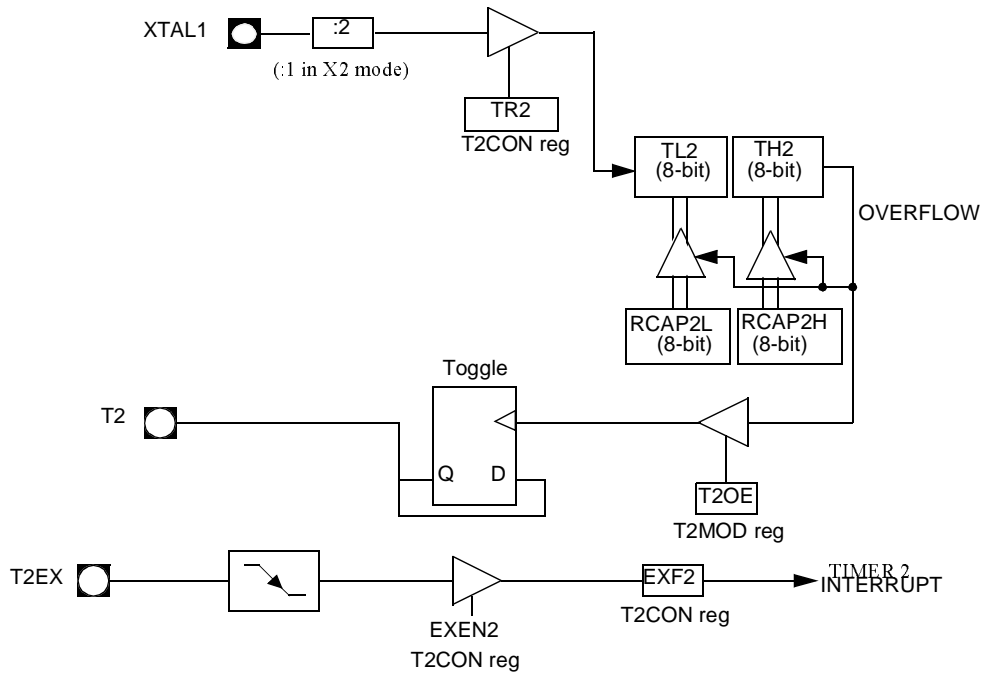 XTAL1
:2
(:1 in X2 mode)
TR2
T2CON reg
TL2
(8-bit)
TH2
(8-bit)
OVERFLOW
RCAP2L
(8-bit)
RCAP2H
(8-bit)
Toggle
T2
Q
D
T2OE
T2MOD reg
T2EX
EXEN2
T2CON reg
EXF2
T2CON reg
TIMER 2
INTERRUPT